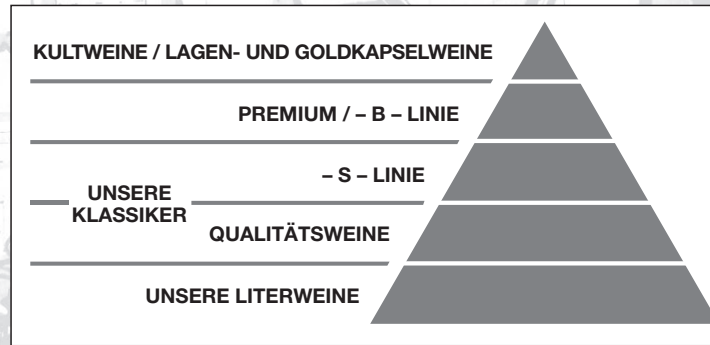 KULTWEINE / LAGEN- UND GOLDKAPSELWEINE
PREMIUM / – B – LINIE
– S – LINIE
UNSERE
KLASSIKER
QUALITÄTSWEINE
UNSERE LITERWEINE